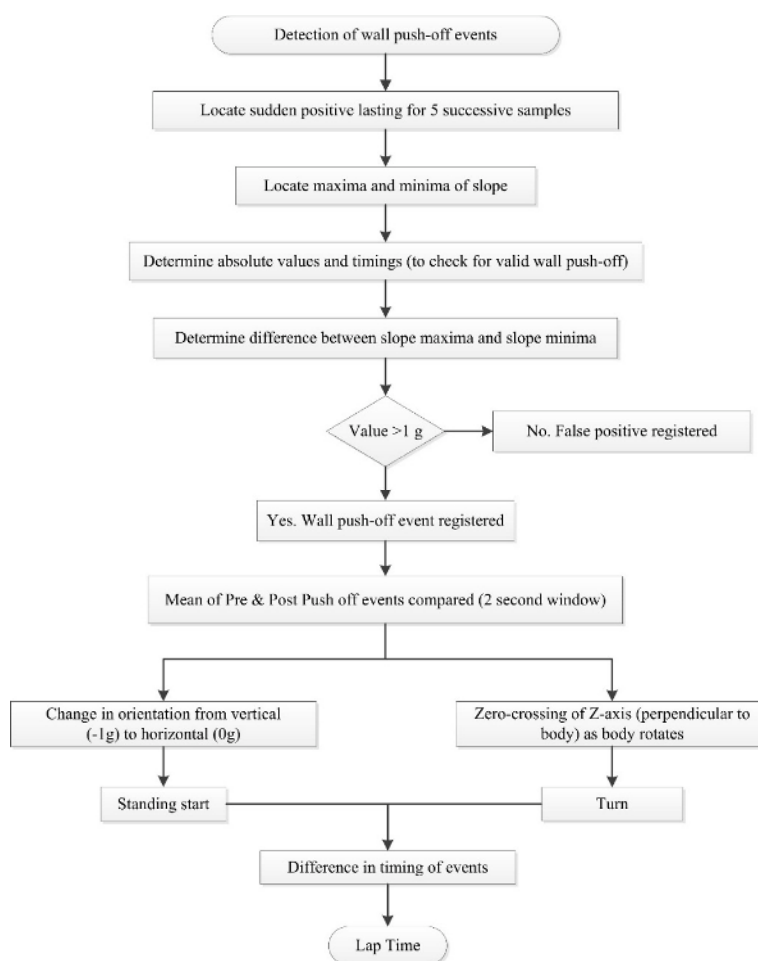 Detection of wall push-off events
Locate sudden positive lasting for 5 successive samples
Locate maxima and minima of slope
Determine absolute values and timings (to check for valid wall push-off)
Determine difference between slope maxima and slope minima
Value >1 g
No. False positive registered
Yes. Wall push-off event registered
Mean of Pre & Post Push off events compared (2 second window)
Change in orientation from vertical
(-1g) to horizontal (0g)
Zero-crossing of Z-axis (perpendicular to
body) as body rotates
Standing start
Turn
Difference in timing of events
Lap Time